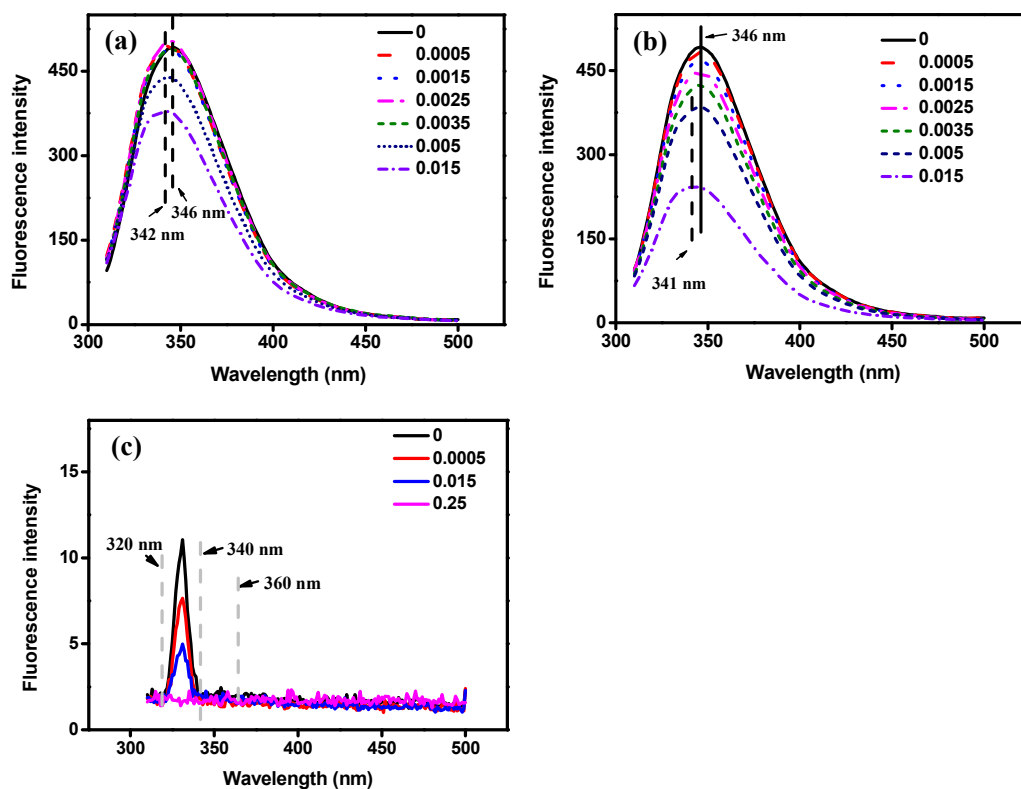 (a)
0
0.0005
0.0015
0.0025
0.0035
0.005
0.015
346 nm
342 nm
450
300
150
0
300 350 400 450 500
Fluorescence intensity
Wavelength (nm)
(b)
346 nm
0
0.0005
0.0015
0.0025
0.0035
0.005
0.015
341 nm
450
300
150
0
300 350 400 450 500
Fluorescence intensity
Wavelength (nm)
(c)
0
0.0005
0.015
0.25
320 nm
340 nm
360 nm
15
10
5
0
300 350 400 450 500
Fluorescence intensity
Wavelength (nm)